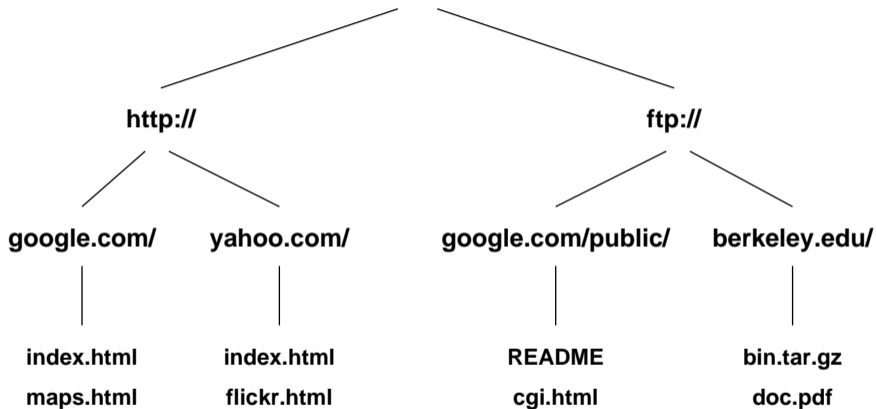 http:// ftp://
google.com/ yahoo.com/ google.com/public/ berkeley.edu/
index.html index.html README bin.tar.gz
maps.html flickr.html cgi.html doc.pdf